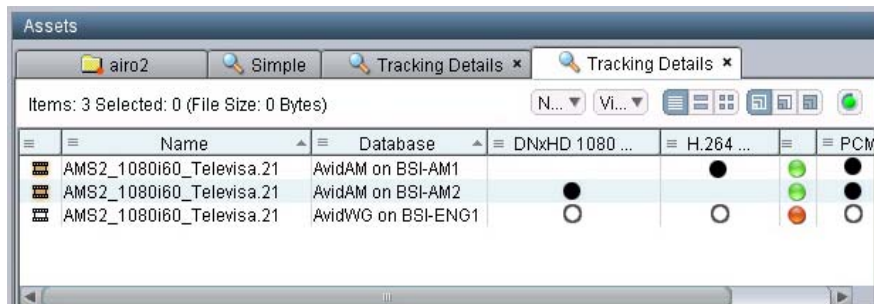 Assets
airo2 Simple Tracking Details × Tracking Details ×
Items: 3 Selected: 0 (File Size: 0 Bytes) N... Vi...
Name Database DNxHD 1080 ... H.264 ... PCM
AMS2_1080i60_Televisa.21 AvidAM on BSI-AM1
AMS2_1080i60_Televisa.21 AvidAM on BSI-AM2
AMS2_1080i60_Televisa.21 AvidWG on BSI-ENG1